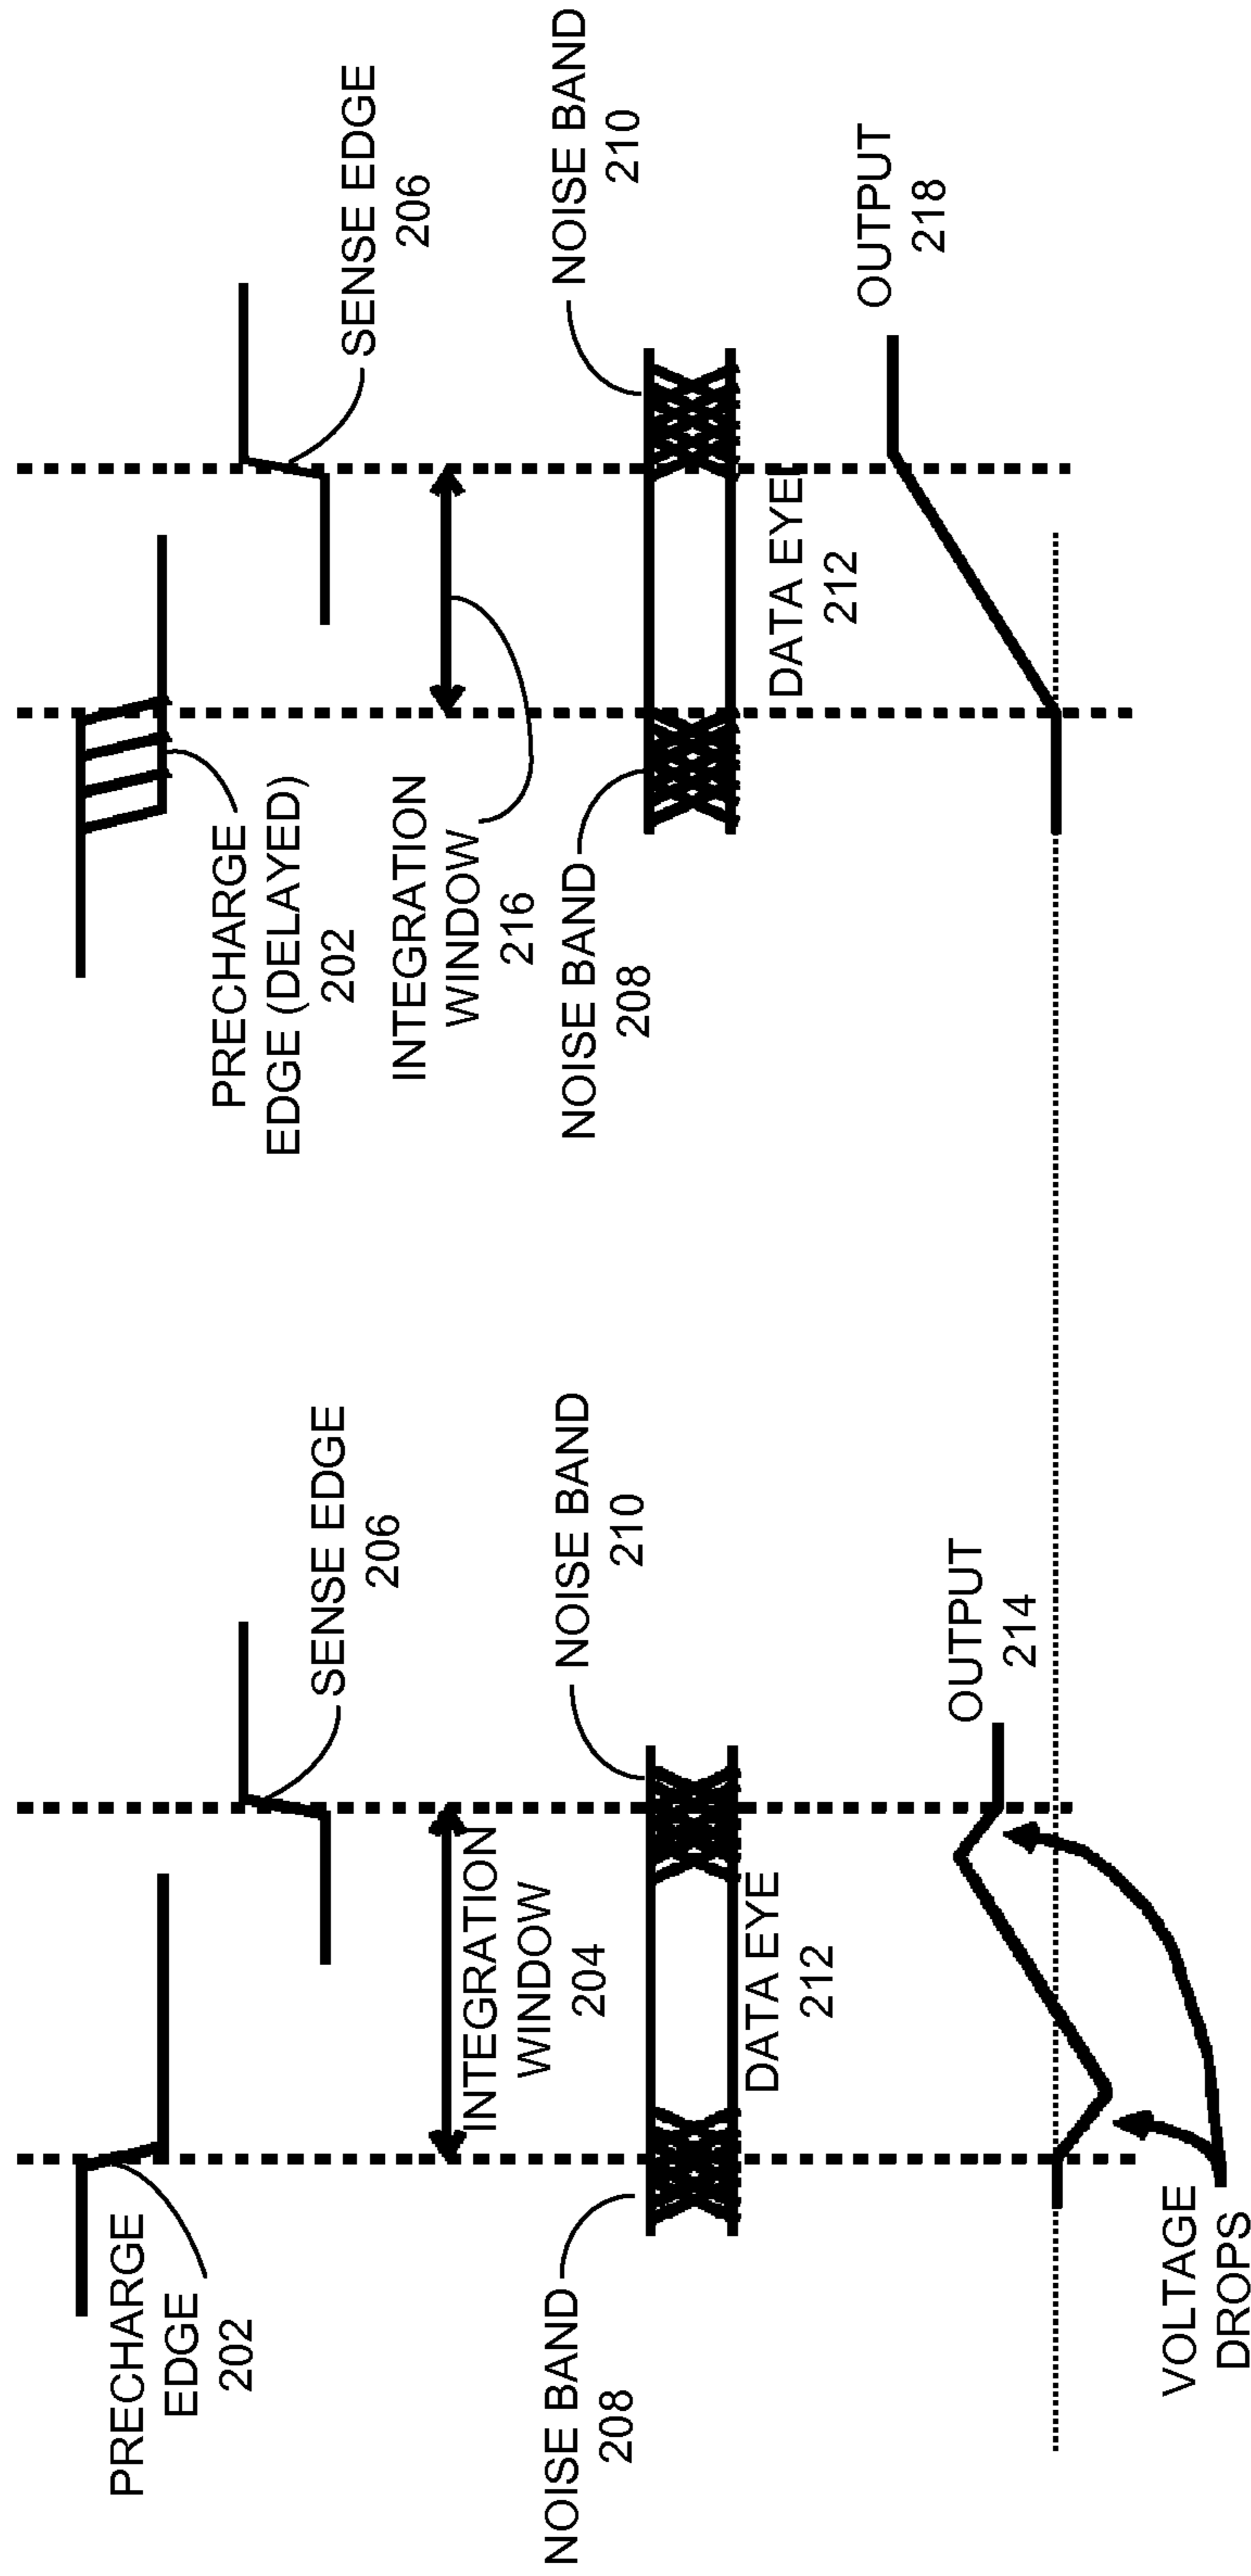 PRECHARGE
EDGE
202
SENSE EDGE
206
INTEGRATION
WINDOW
204
NOISE BAND
208
NOISE BAND
210
DATA EYE
212
OUTPUT
214
VOLTAGE
DROPS
PRECHARGE
EDGE (DELAYED)
202
SENSE EDGE
206
INTEGRATION
WINDOW
216
NOISE BAND
208
NOISE BAND
210
DATA EYE
212
OUTPUT
218